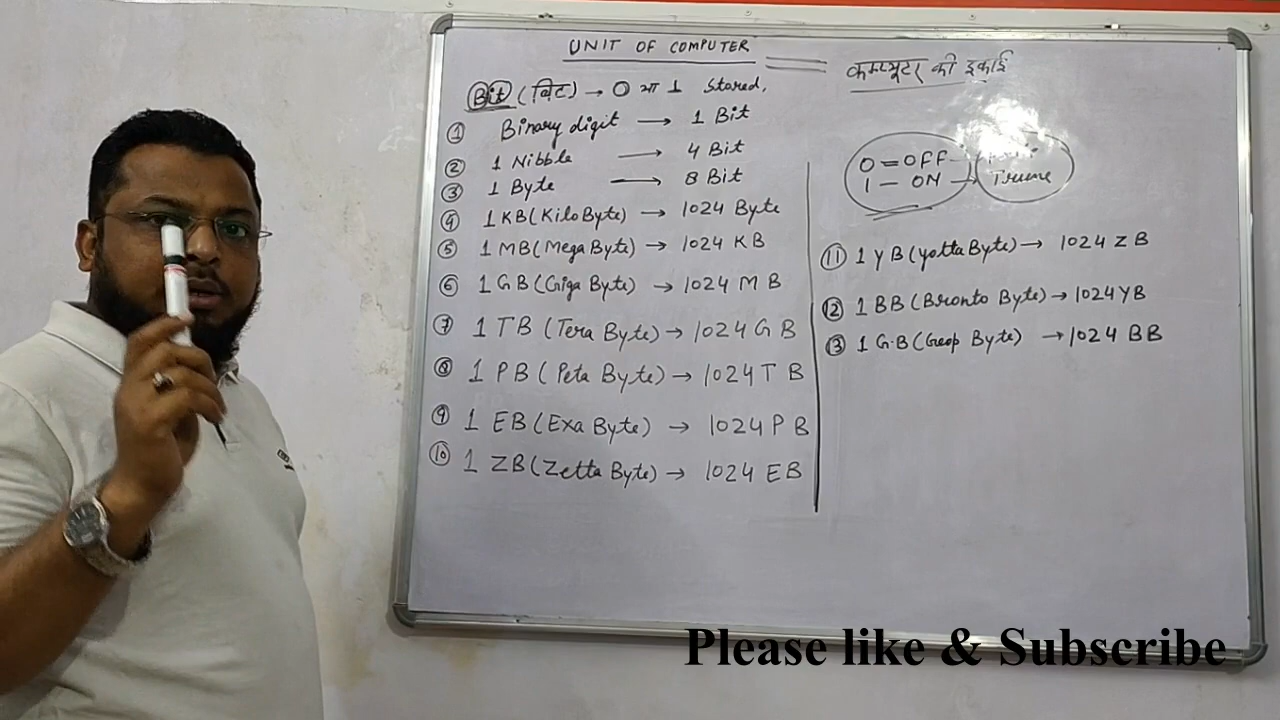 UNIT OF COMPUTER
कम्प्यूटर की इकाई
Bit (बिट) → 0 या 1 Stored,
① Binary digit → 1 Bit
② 1 Nibble → 4 Bit
③ 1 Byte → 8 Bit
④ 1 KB (KiloByte) → 1024 Byte
⑤ 1 MB (Mega Byte) → 1024 KB
⑥ 1 GB (Giga Byte) → 1024 MB
⑦ 1 TB (Tera Byte) → 1024 GB
⑧ 1 PB (Peta Byte) → 1024 TB
⑨ 1 EB (Exa Byte) → 1024 PB
⑩ 1 ZB (Zetta Byte) → 1024 EB
0 = OFF
1 — ON →
⑪ 1 YB (yotta Byte) → 1024 ZB
⑫ 1 BB (Bronto Byte) → 1024 YB
⑬ 1 G.B (Geop Byte) → 1024 BB
Please like & Subscribe